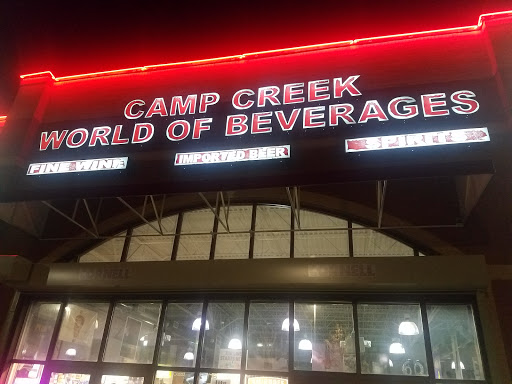 CAMP CREEK
WORLD OF BEVERAGES
FINE WINE
IMPORTED BEER
SPIRITS